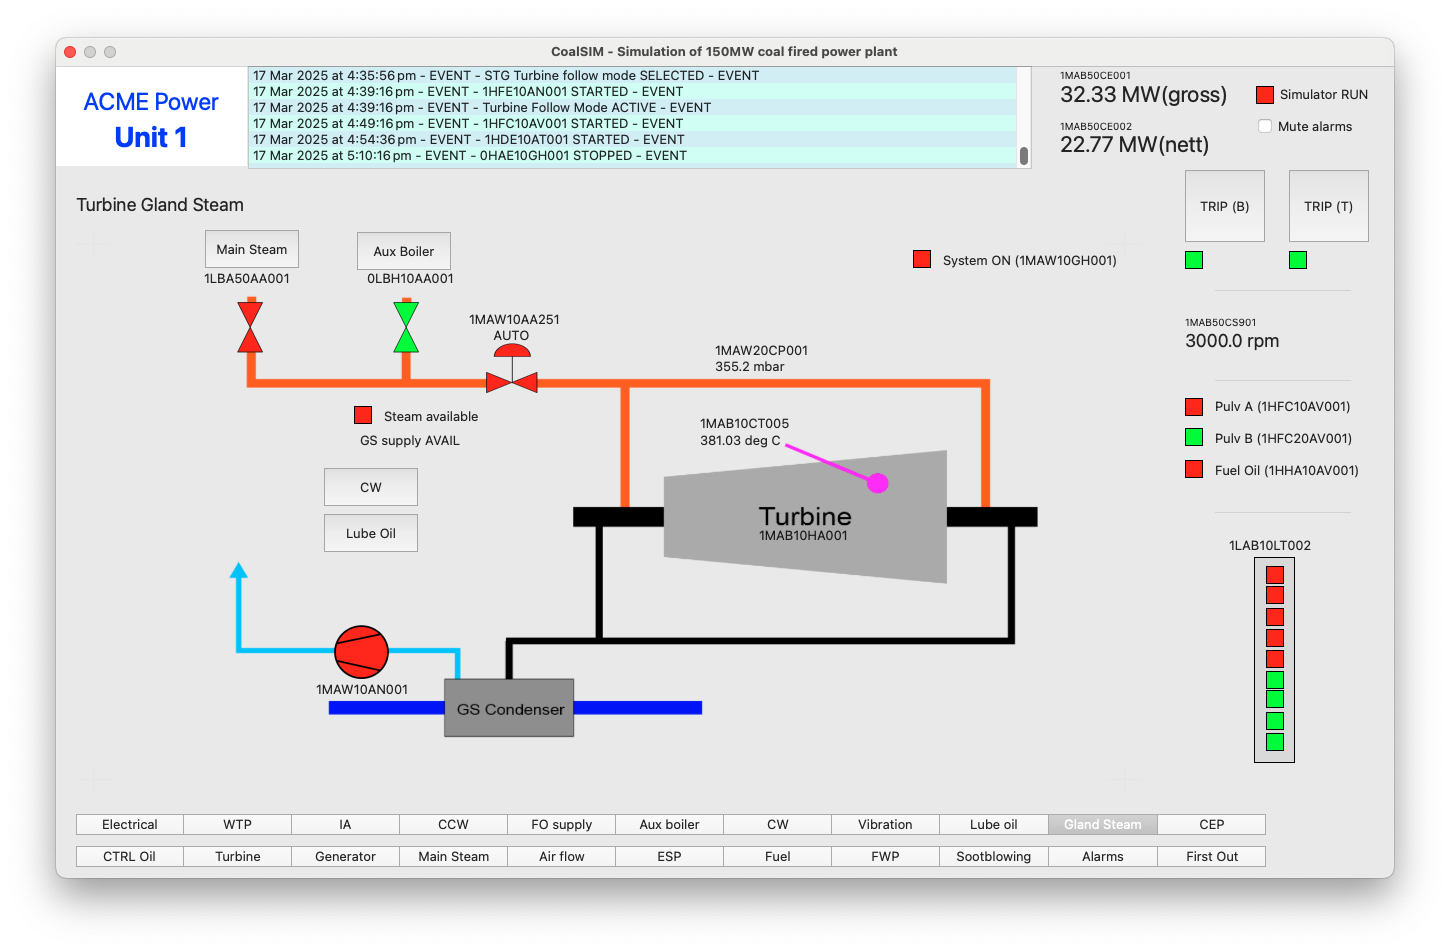 CoalSIM - Simulation of 150MW coal fired power plant
ACME Power
Unit 1
17 Mar 2025 at 4:35:56 pm - EVENT - STG Turbine follow mode SELECTED - EVENT
17 Mar 2025 at 4:39:16 pm - EVENT - 1HFE10AN001 STARTED - EVENT
17 Mar 2025 at 4:39:16 pm - EVENT - Turbine Follow Mode ACTIVE - EVENT
17 Mar 2025 at 4:49:16 pm - EVENT - 1HFC10AV001 STARTED - EVENT
17 Mar 2025 at 4:54:36 pm - EVENT - 1HDE10AT001 STARTED - EVENT
17 Mar 2025 at 5:10:16 pm - EVENT - 0HAE10GH001 STOPPED - EVENT
1MAB50CE001
32.33 MW(gross)
1MAB50CE002
22.77 MW(nett)
Simulator RUN
Mute alarms
TRIP (B)
TRIP (T)
Turbine Gland Steam
Main Steam
1LBA50AA001
Aux Boiler
0LBH10AA001
System ON (1MAW10GH001)
1MAW10AA251
AUTO
1MAW20CP001
355.2 mbar
1MAB50CS901
3000.0 rpm
Steam available
GS supply AVAIL
1MAB10CT005
381.03 deg C
Pulv A (1HFC10AV001)
Pulv B (1HFC20AV001)
Fuel Oil (1HHA10AV001)
CW
Lube Oil
Turbine
1MAB10HA001
1LAB10LT002
1MAW10AN001
GS Condenser
Electrical
WTP
IA
CCW
FO supply
Aux boiler
CW
Vibration
Lube oil
Gland Steam
CEP
CTRL Oil
Turbine
Generator
Main Steam
Air flow
ESP
Fuel
FWP
Sootblowing
Alarms
First Out